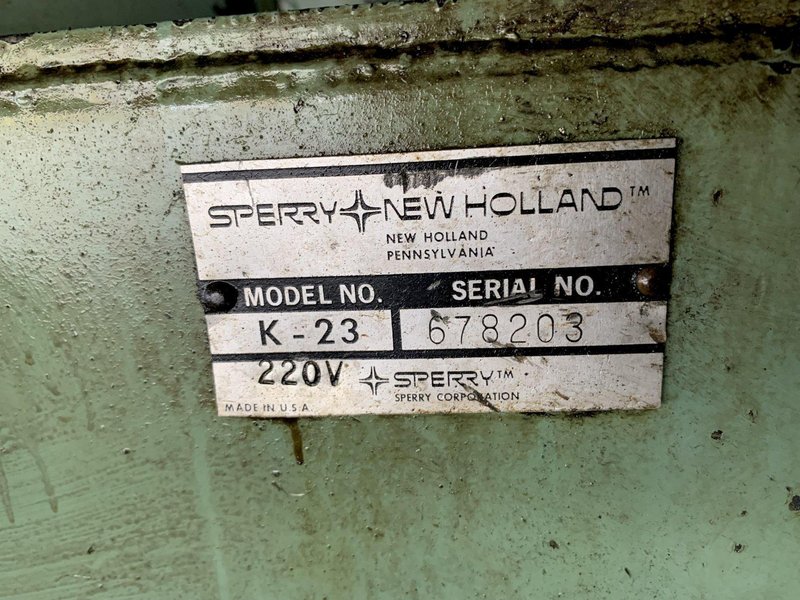 SPERRY NEW HOLLAND™
NEW HOLLAND
PENNSYLVANIA
MODEL NO. SERIAL NO.
K-23 678203
220V SPERRY™
SPERRY CORPORATION
MADE IN U.S.A.